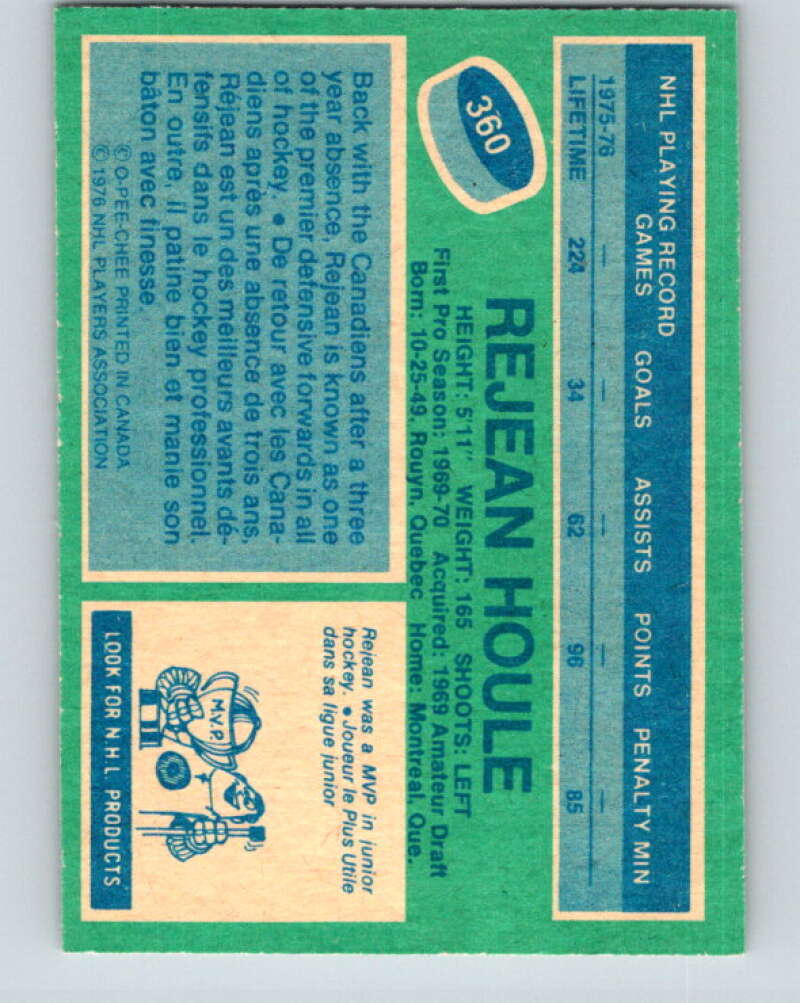 NHL PLAYING RECORD
GAMES GOALS ASSISTS POINTS PENALTY MIN
1975-76 — — — — —
LIFETIME 224 34 62 96 85
360
REJEAN HOULE
HEIGHT: 5'11" WEIGHT: 165 SHOOTS: LEFT
First Pro Season: 1969-70 Acquired: 1969 Amateur Draft
Born: 10-25-49, Rouyn, Quebec Home: Montreal, Que.
Back with the Canadiens after a three
year absence, Rejean is known as one
of the premier defensive forwards in all
of hockey. • De retour avec les Cana-
diens après une absence de trois ans,
Rejean est un des meilleurs avants dé-
fensifs dans le hockey professionnel.
En outre, il patine bien et manie son
bâton avec finesse.
© O-PEE-CHEE PRINTED IN CANADA
© 1976 NHL PLAYERS ASSOCIATION
Rejean was a MVP in junior
hockey. • Joueur le Plus Utile
dans sa ligue junior
M.V.P.
LOOK FOR N.H.L. PRODUCTS